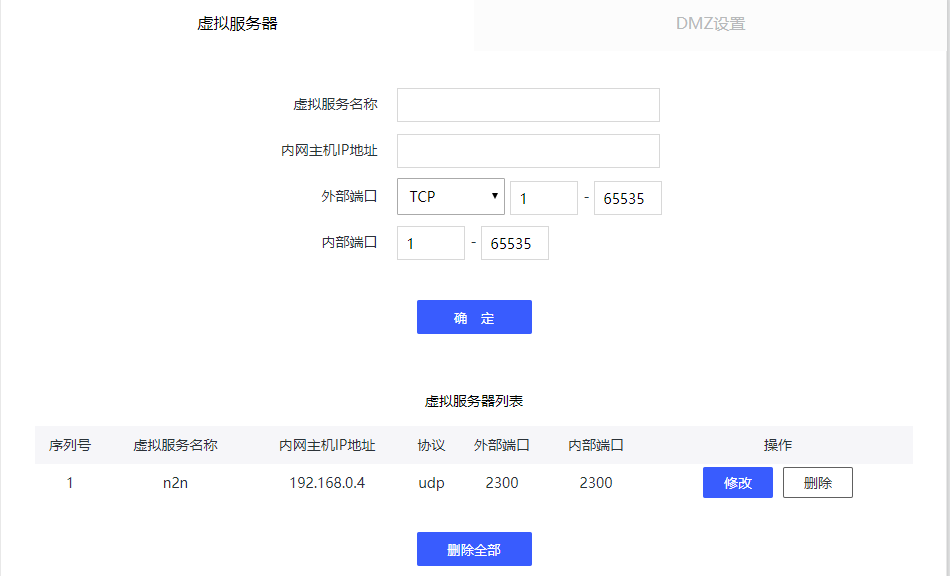 虚拟服务器 DMZ设置
虚拟服务名称
内网主机IP地址
外部端口 TCP 1 - 65535
内部端口 1 - 65535
确 定
虚拟服务器列表
序列号 虚拟服务名称 内网主机IP地址 协议 外部端口 内部端口 操作
1 n2n 192.168.0.4 udp 2300 2300 修改 删除
删除全部